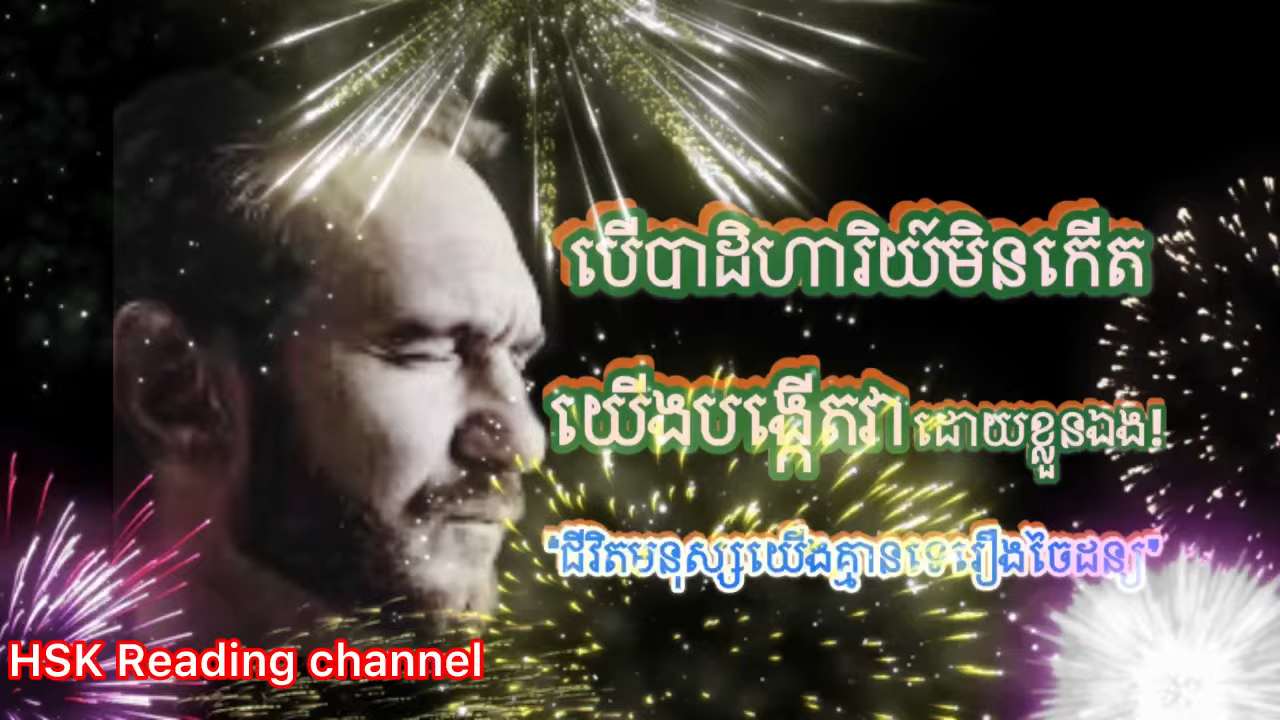 បើបាដិហារិយ៍មិនកើត
យើងបង្កើតវា ដោយខ្លួនឯង!
"ជីវិតមនុស្សយើងគ្មានទេរឿងចៃដន្យ"
HSK Reading channel